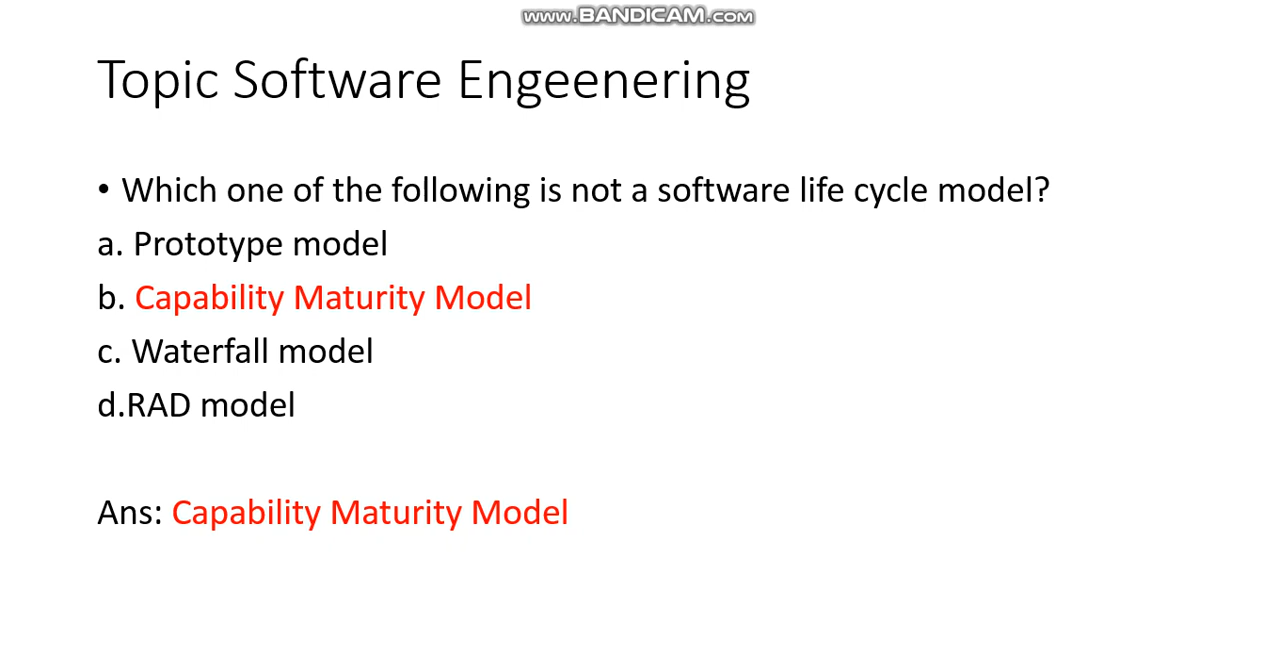 www.BANDICAM.com
Topic Software Engeenering
• Which one of the following is not a software life cycle model?
a. Prototype model
b. Capability Maturity Model
c. Waterfall model
d.RAD model
Ans: Capability Maturity Model